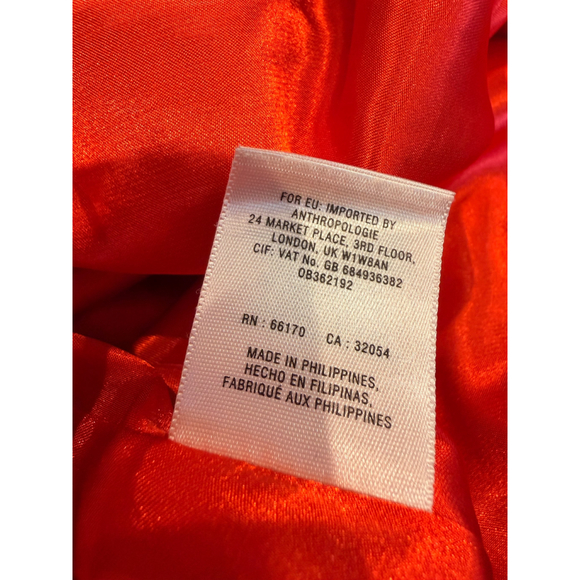 FOR EU: IMPORTED BY
ANTHROPOLOGIE
24 MARKET PLACE, 3RD FLOOR,
LONDON, UK W1W8AN
CIF: VAT No. GB 684936382
OB362192
RN : 66170 CA : 32054
MADE IN PHILIPPINES,
HECHO EN FILIPINAS,
FABRIQUÉ AUX PHILIPPINES